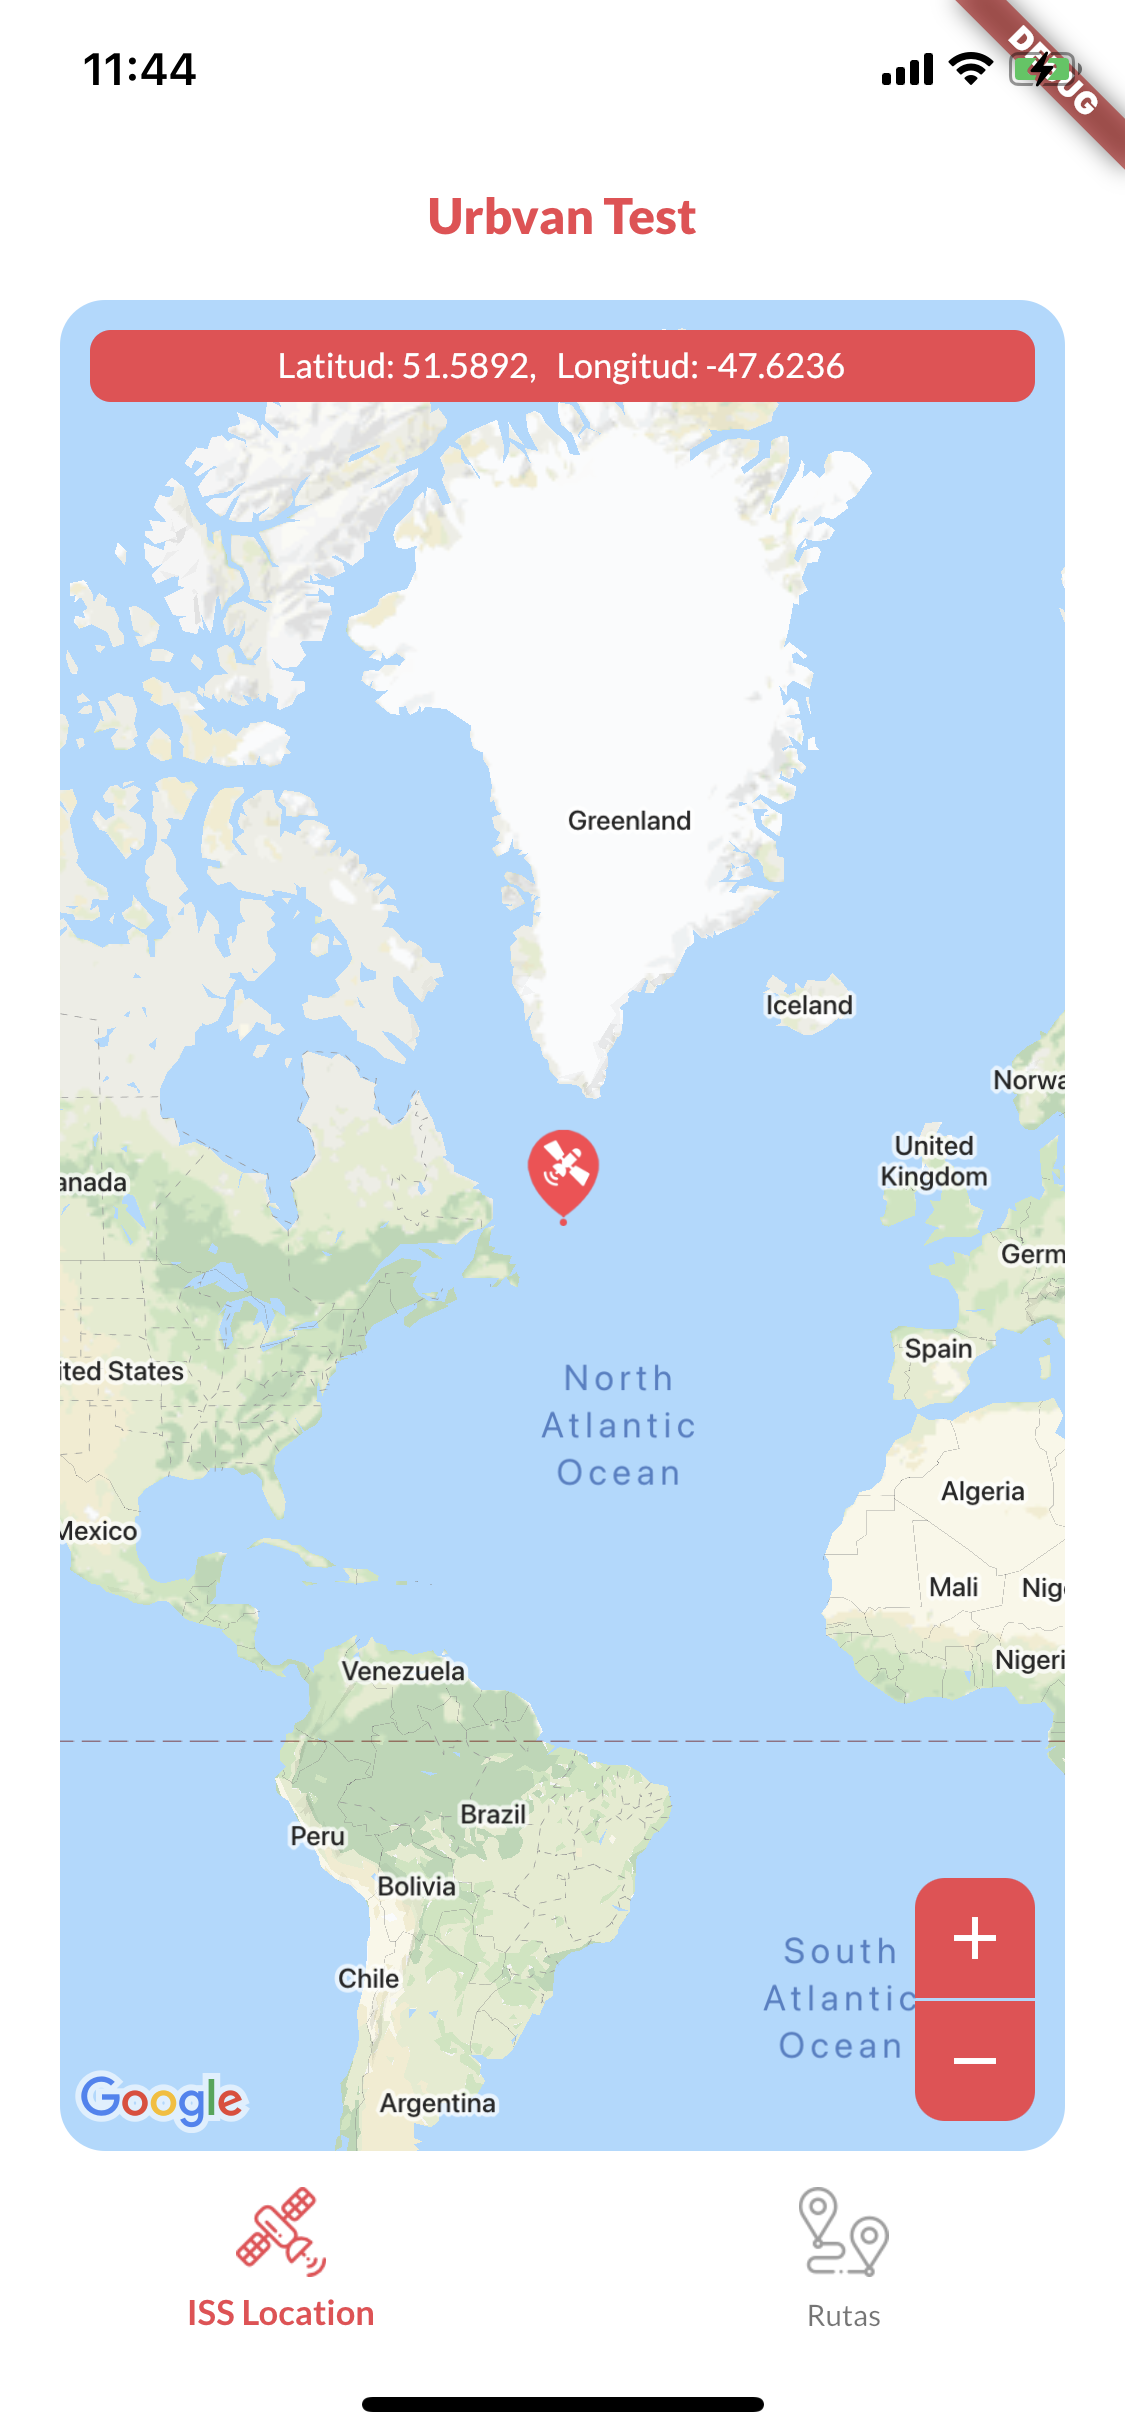 11:44
DEBUG
Urbvan Test
Latitud: 51.5892, Longitud: -47.6236
Greenland
Iceland
Norwa
United
Kingdom
anada
Germ
Spain
ited States
North
Atlantic
Ocean
Algeria
Mexico
Mali
Nige
Nigeri
Venezuela
Brazil
Peru
Bolivia
South
Chile
Atlantic
Ocean
Google
Argentina
ISS Location
Rutas